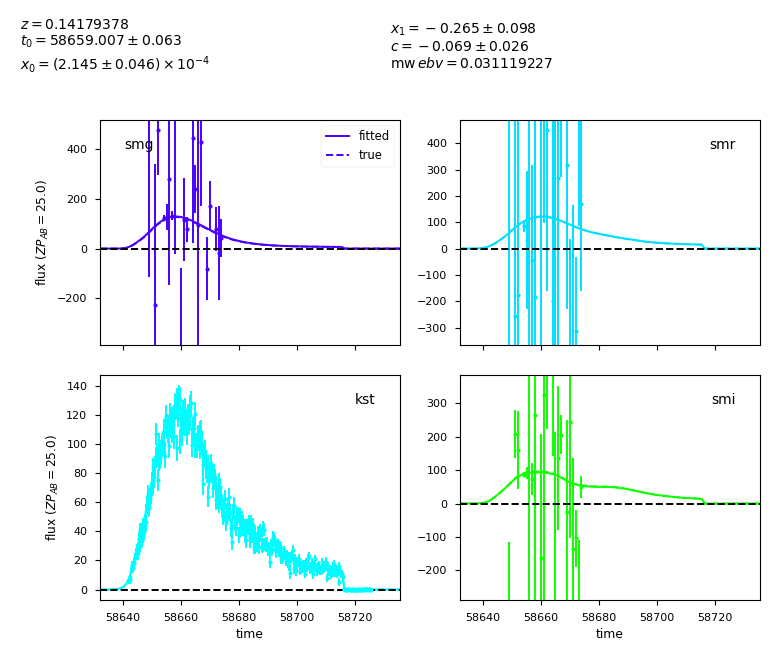 z = 0.14179378
t₀ = 58659.007 ± 0.063
x₀ = (2.145 ± 0.046) × 10⁻⁴
x₁ = −0.265 ± 0.098
c = −0.069 ± 0.026
mw ebv = 0.031119227
smg
fitted
true
400
200
0
−200
flux (ZP_AB = 25.0)
smr
400
300
200
100
0
−100
−200
−300
kst
140
120
100
80
60
40
20
0
flux (ZP_AB = 25.0)
58640 58660 58680 58700 58720
time
smi
300
200
100
0
−100
−200
58640 58660 58680 58700 58720
time